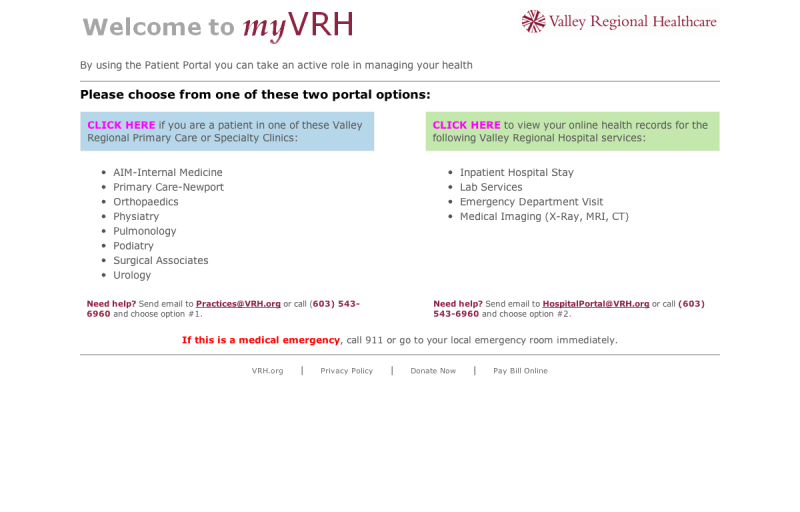 Welcome to myVRH
Valley Regional Healthcare
By using the Patient Portal you can take an active role in managing your health
Please choose from one of these two portal options:
CLICK HERE if you are a patient in one of these Valley
Regional Primary Care or Specialty Clinics:
• AIM-Internal Medicine
• Primary Care-Newport
• Orthopaedics
• Physiatry
• Pulmonology
• Podiatry
• Surgical Associates
• Urology
Need help? Send email to Practices@VRH.org or call (603) 543-
6960 and choose option #1.
CLICK HERE to view your online health records for the
following Valley Regional Hospital services:
• Inpatient Hospital Stay
• Lab Services
• Emergency Department Visit
• Medical Imaging (X-Ray, MRI, CT)
Need help? Send email to HospitalPortal@VRH.org or call (603)
543-6960 and choose option #2.
If this is a medical emergency, call 911 or go to your local emergency room immediately.
VRH.org | Privacy Policy | Donate Now | Pay Bill Online